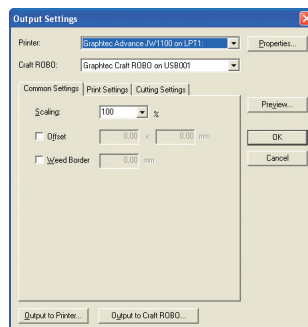 Output Settings
Printer: Graphtec Advance JW1100 on LPT1: Properties...
Craft ROBO: Graphtec Craft ROBO on USB001
Common Settings Print Settings Cutting Settings
Scaling: 100 % Preview...
Offset 0.00 x 0.00 mm OK
Weed Border 0.00 mm Cancel
Output to Printer... Output to Craft ROBO...